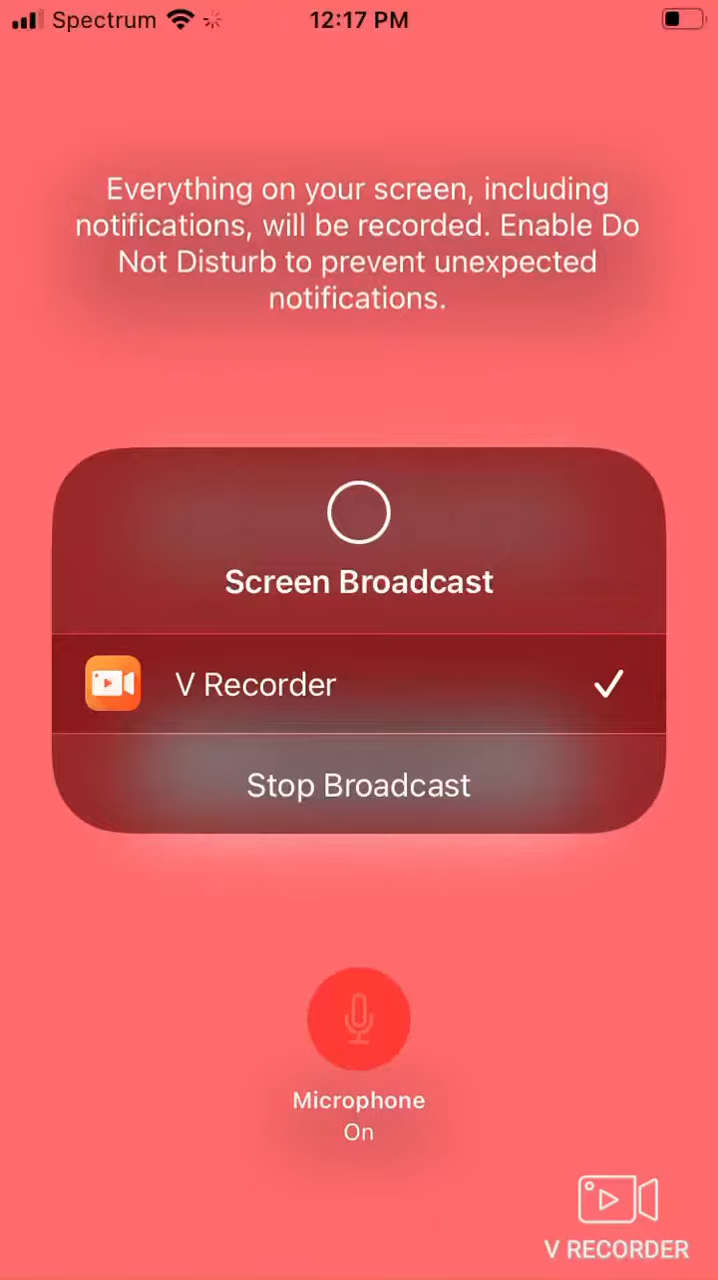 Spectrum 12:17 PM
Everything on your screen, including
notifications, will be recorded. Enable Do
Not Disturb to prevent unexpected
notifications.
Screen Broadcast
V Recorder
Stop Broadcast
Microphone
On
V RECORDER